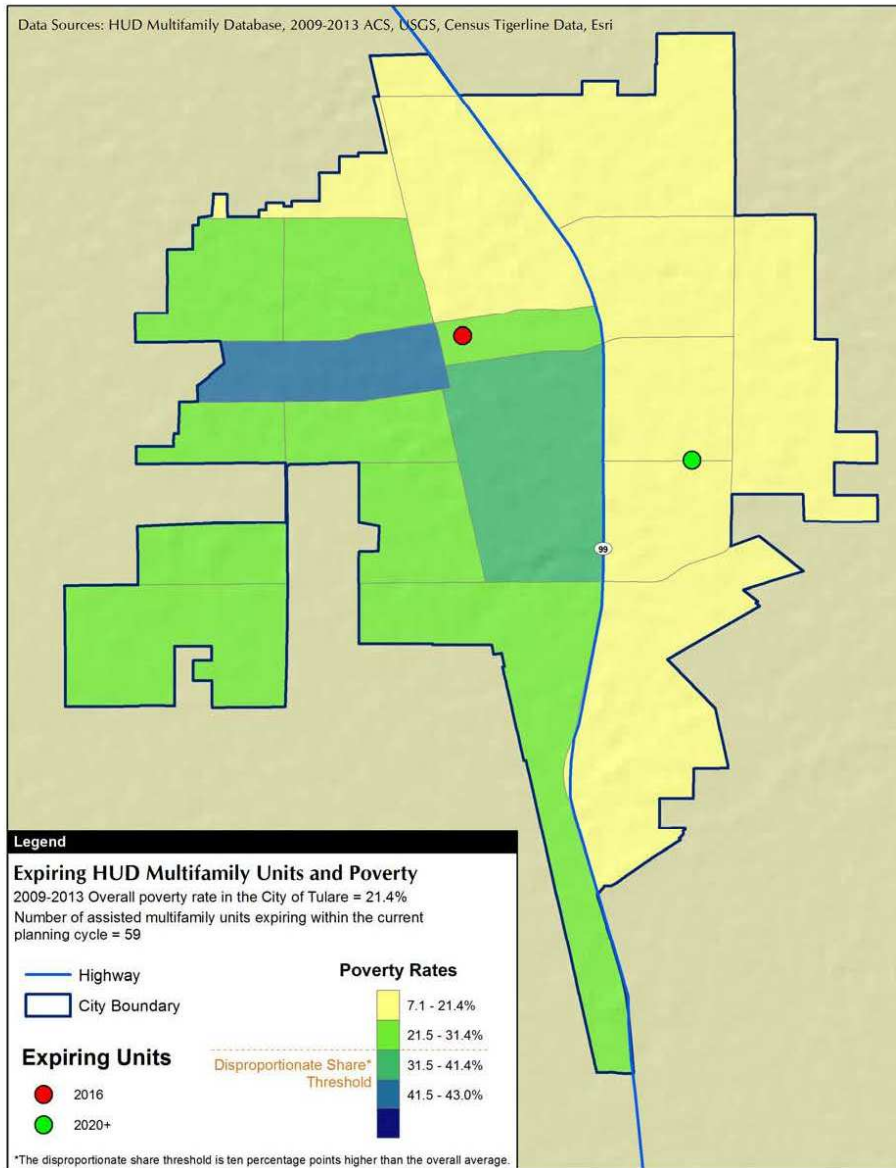 Data Sources: HUD Multifamily Database, 2009-2013 ACS, USGS, Census Tigerline Data, Esri
99
Legend
Expiring HUD Multifamily Units and Poverty
2009-2013 Overall poverty rate in the City of Tulare = 21.4%
Number of assisted multifamily units expiring within the current
planning cycle = 59
Highway
City Boundary
Expiring Units
2016
2020+
Poverty Rates
7.1 - 21.4%
21.5 - 31.4%
Disproportionate Share*
Threshold
31.5 - 41.4%
41.5 - 43.0%
*The disproportionate share threshold is ten percentage points higher than the overall average.